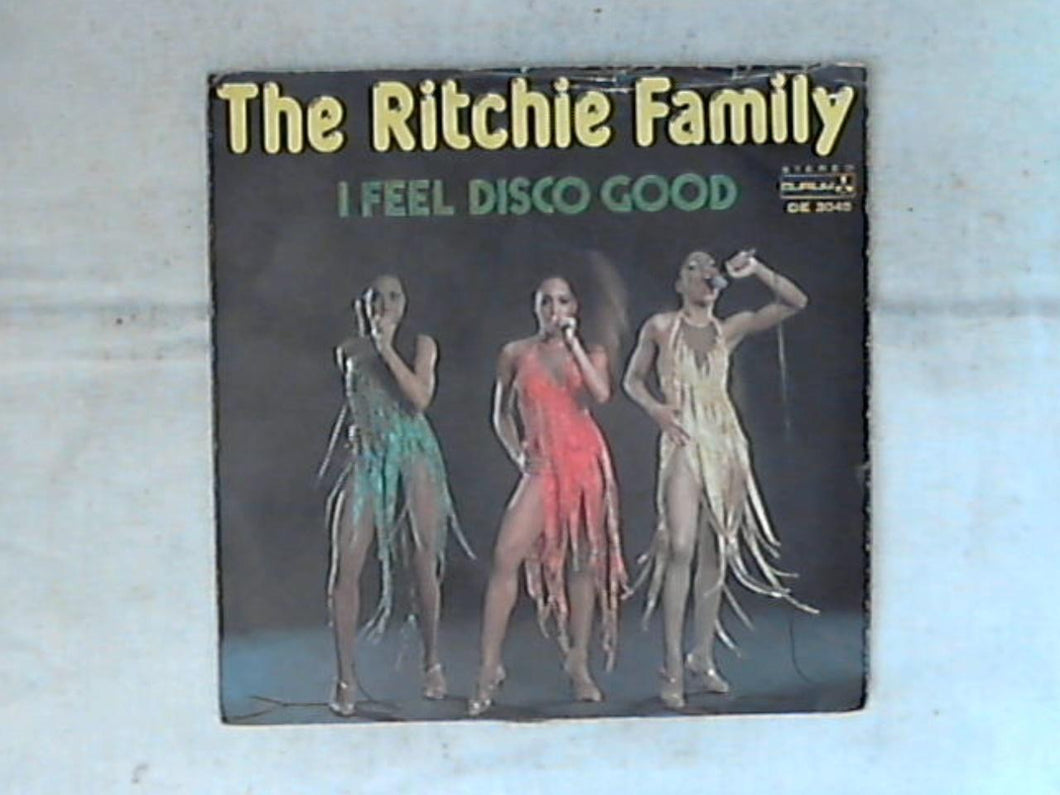 The Ritchie Family
I FEEL DISCO GOOD
STEREO
DURIUM
DE 3045